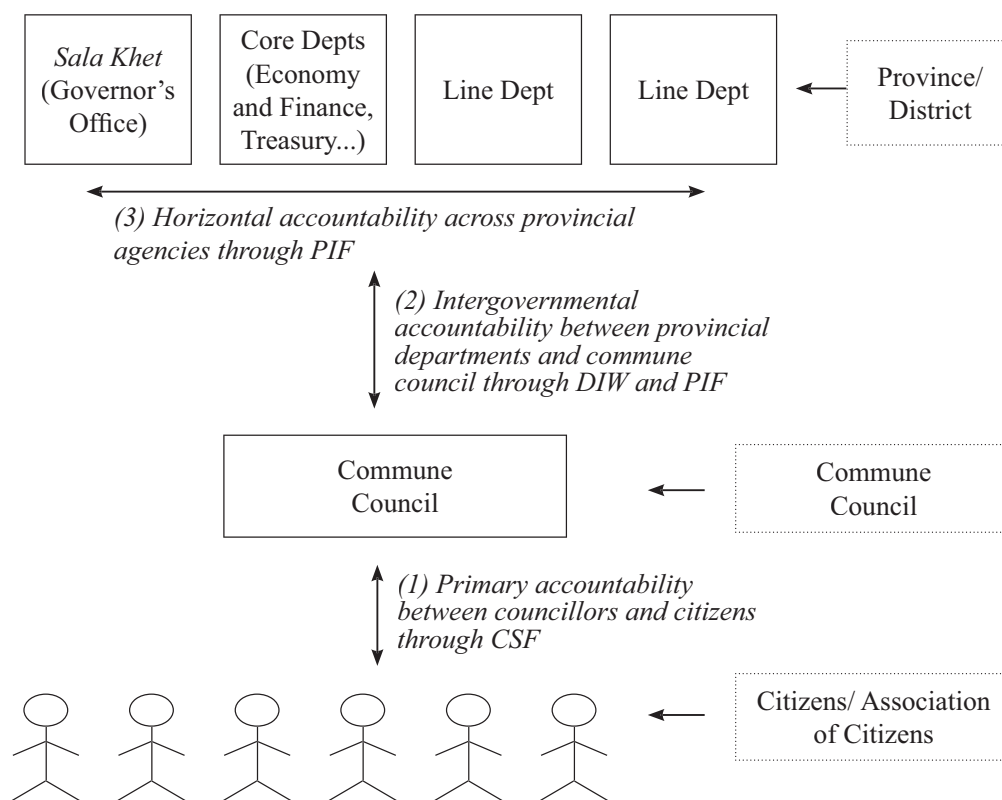 Sala Khet
(Governor’s
Office)
Core Depts
(Economy
and Finance,
Treasury...)
Line Dept
Line Dept
Province/
District
(3) Horizontal accountability across provincial
agencies through PIF
(2) Intergovernmental
accountability between provincial
departments and commune
council through DIW and PIF
Commune
Council
Commune
Council
(1) Primary accountability
between councillors and citizens
through CSF
Citizens/ Association
of Citizens